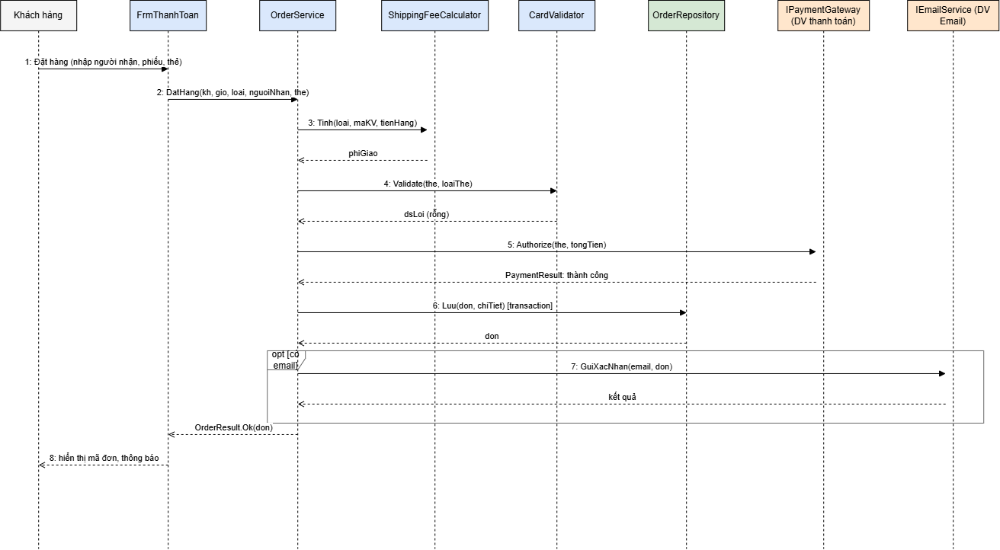 Khách hàng
FrmThanhToan
OrderService
ShippingFeeCalculator
CardValidator
OrderRepository
IPaymentGateway
(DV thanh toán)
IEmailService (DV
Email)
1: Đặt hàng (nhập người nhận, phiếu, thẻ)
2: DatHang(kh, gio, loai, nguoiNhan, the)
3: Tinh(loai, maKV, tienHang)
phiGiao
4: Validate(the, loaiThe)
dsLoi (rỗng)
5: Authorize(the, tongTien)
PaymentResult: thành công
6: Luu(don, chiTiet) [transaction]
don
opt [có
email]
7: GuiXacNhan(email, don)
kết quả
OrderResult.Ok(don)
8: hiển thị mã đơn, thông báo